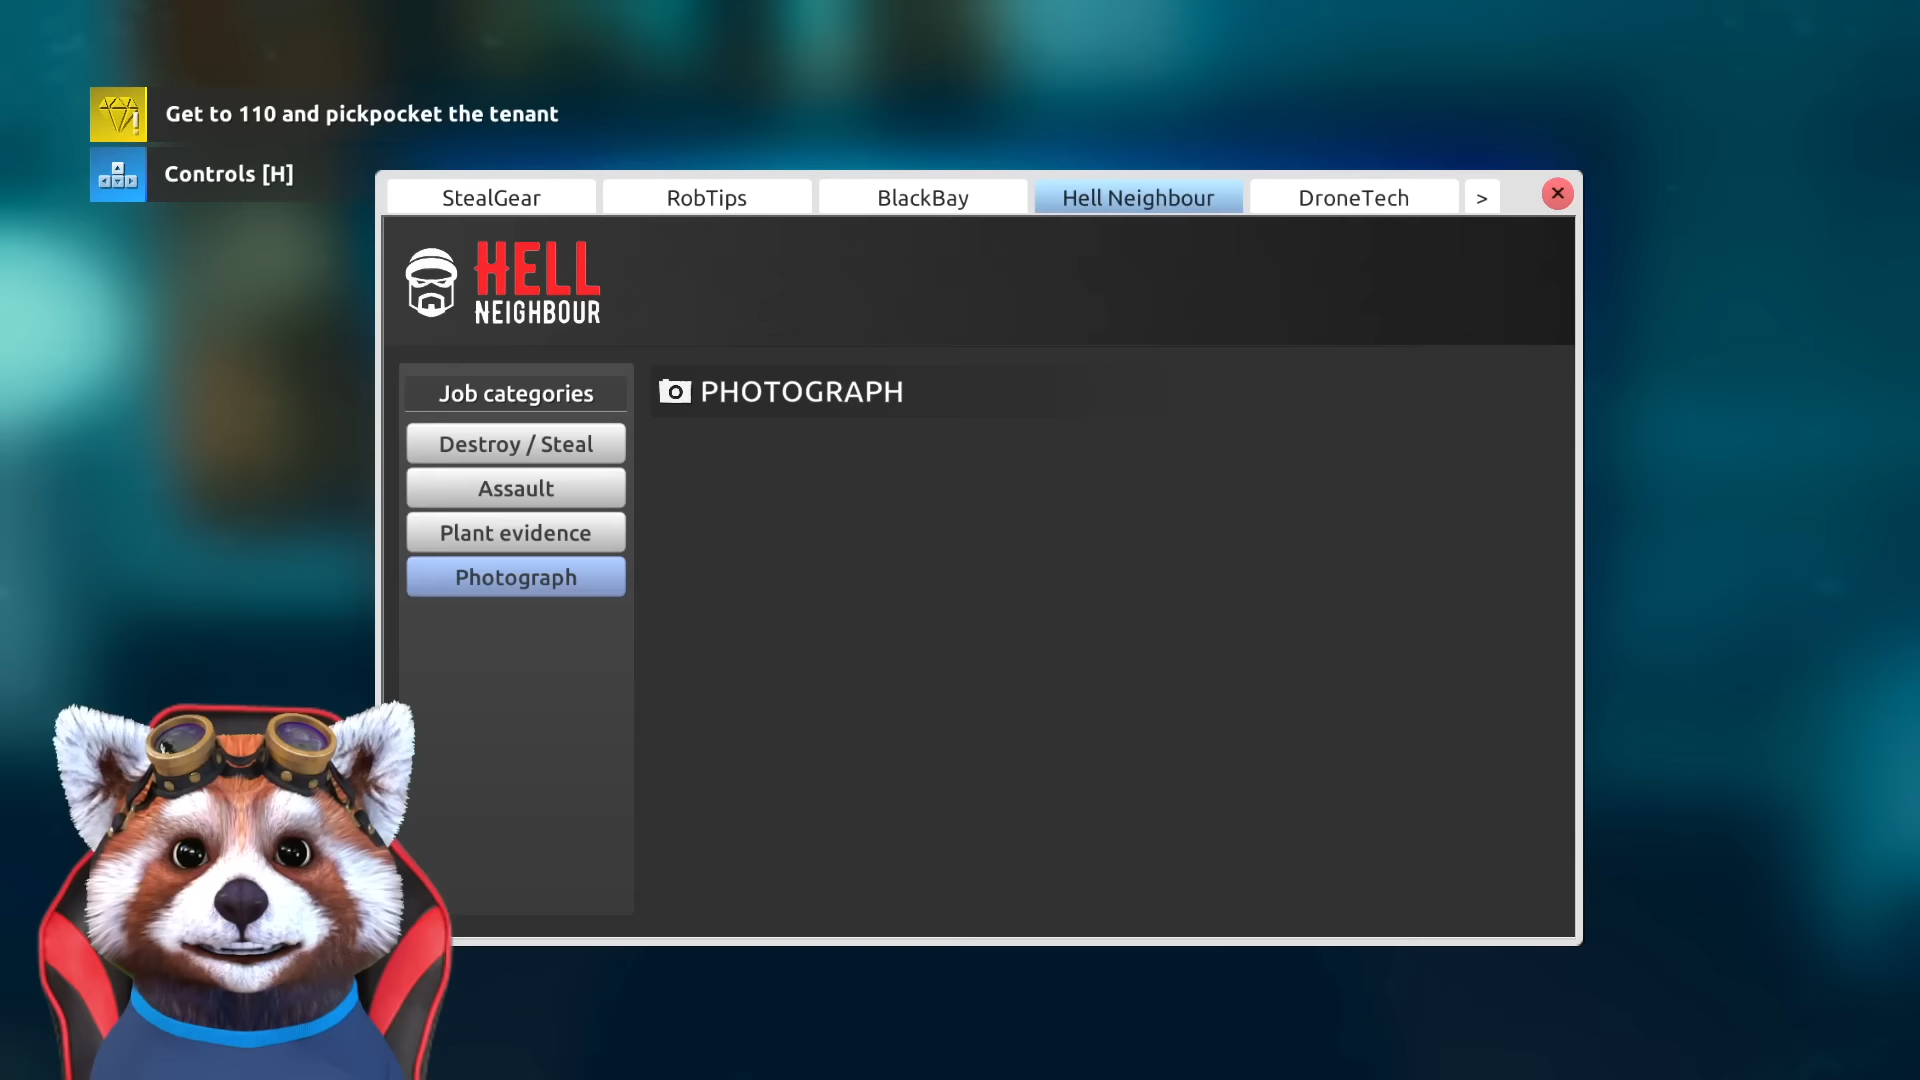 Get to 110 and pickpocket the tenant
Controls [H]
StealGear
RobTips
BlackBay
Hell Neighbour
DroneTech
>
HELL
NEIGHBOUR
Job categories
Destroy / Steal
Assault
Plant evidence
Photograph
PHOTOGRAPH